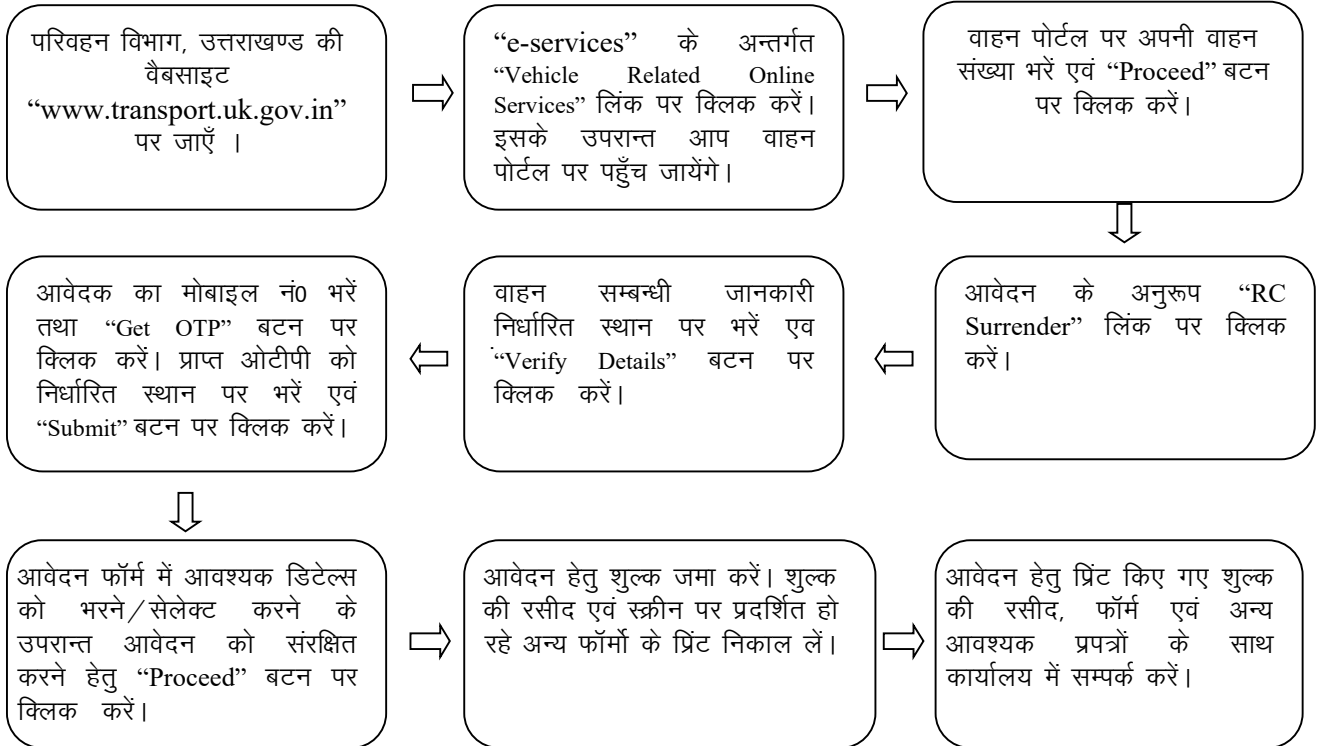 परिवहन विभाग, उत्तराखण्ड की
वैबसाइट
“www.transport.uk.gov.in”
पर जाएँ ।
“e-services” के अन्तर्गत
“Vehicle Related Online
Services” लिंक पर क्लिक करें।
इसके उपरान्त आप वाहन
पोर्टल पर पहुँच जायेंगे।
वाहन पोर्टल पर अपनी वाहन
संख्या भरें एवं “Proceed” बटन
पर क्लिक करें।
आवेदन के अनुरूप “RC
Surrender” लिंक पर क्लिक
करें।
वाहन सम्बन्धी जानकारी
निर्धारित स्थान पर भरें एव
“Verify Details” बटन पर
क्लिक करें।
आवेदक का मोबाइल नं0 भरें
तथा “Get OTP” बटन पर
क्लिक करें। प्राप्त ओटीपी को
निर्धारित स्थान पर भरें एवं
“Submit” बटन पर क्लिक करें।
आवेदन फॉर्म में आवश्यक डिटेल्स
को भरने/सेलेक्ट करने के
उपरान्त आवेदन को संरक्षित
करने हेतु “Proceed” बटन पर
क्लिक करें।
आवेदन हेतु शुल्क जमा करें। शुल्क
की रसीद एवं स्क्रीन पर प्रदर्शित हो
रहे अन्य फॉर्मो के प्रिंट निकाल लें।
आवेदन हेतु प्रिंट किए गए शुल्क
की रसीद, फॉर्म एवं अन्य
आवश्यक प्रपत्रों के साथ
कार्यालय में सम्पर्क करें।